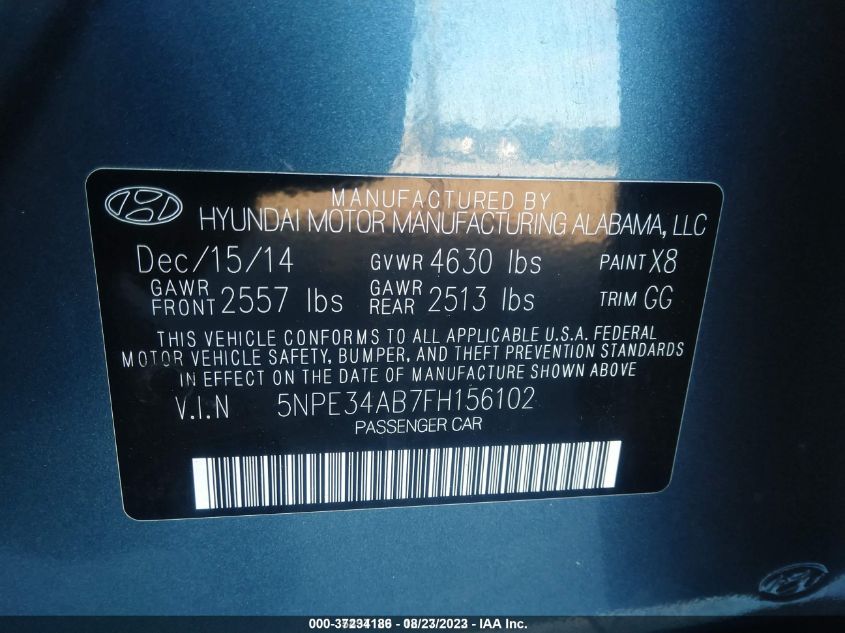 MANUFACTURED BY
HYUNDAI MOTOR MANUFACTURING ALABAMA, LLC
Dec/15/14 GVWR 4630 lbs PAINT X8
GAWR FRONT 2557 lbs GAWR REAR 2513 lbs TRIM GG
THIS VEHICLE CONFORMS TO ALL APPLICABLE U.S.A. FEDERAL
MOTOR VEHICLE SAFETY, BUMPER, AND THEFT PREVENTION STANDARDS
IN EFFECT ON THE DATE OF MANUFACTURE SHOWN ABOVE
V.I.N 5NPE34AB7FH156102
PASSENGER CAR
000-37234186 - 08/23/2023 - IAA Inc.